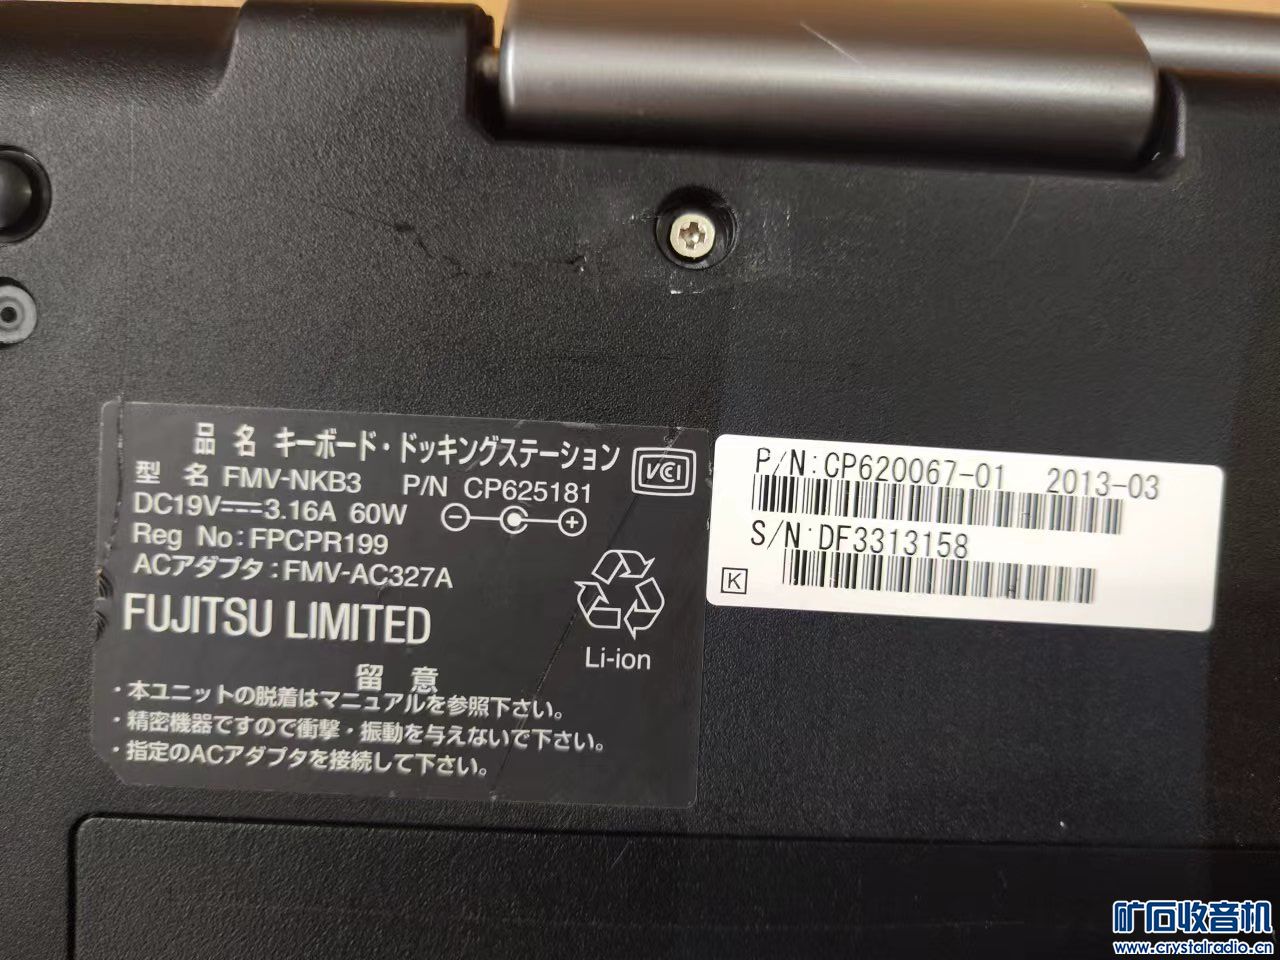 品 名 キーボード・ドッキングステーション
VCI
型 名 FMV-NKB3 P/N CP625181
DC19V 3.16A 60W
Reg No:FPCPR199
ACアダプタ:FMV-AC327A
FUJITSU LIMITED
Li-ion
留 意
・本ユニットの脱着はマニュアルを参照下さい。
・精密機器ですので衝撃・振動を与えないで下さい。
・指定のACアダプタを接続して下さい。
P/N:CP620067-01 2013-03
S/N:DF3313158
K
矿石收音机
www.crystalradio.cn